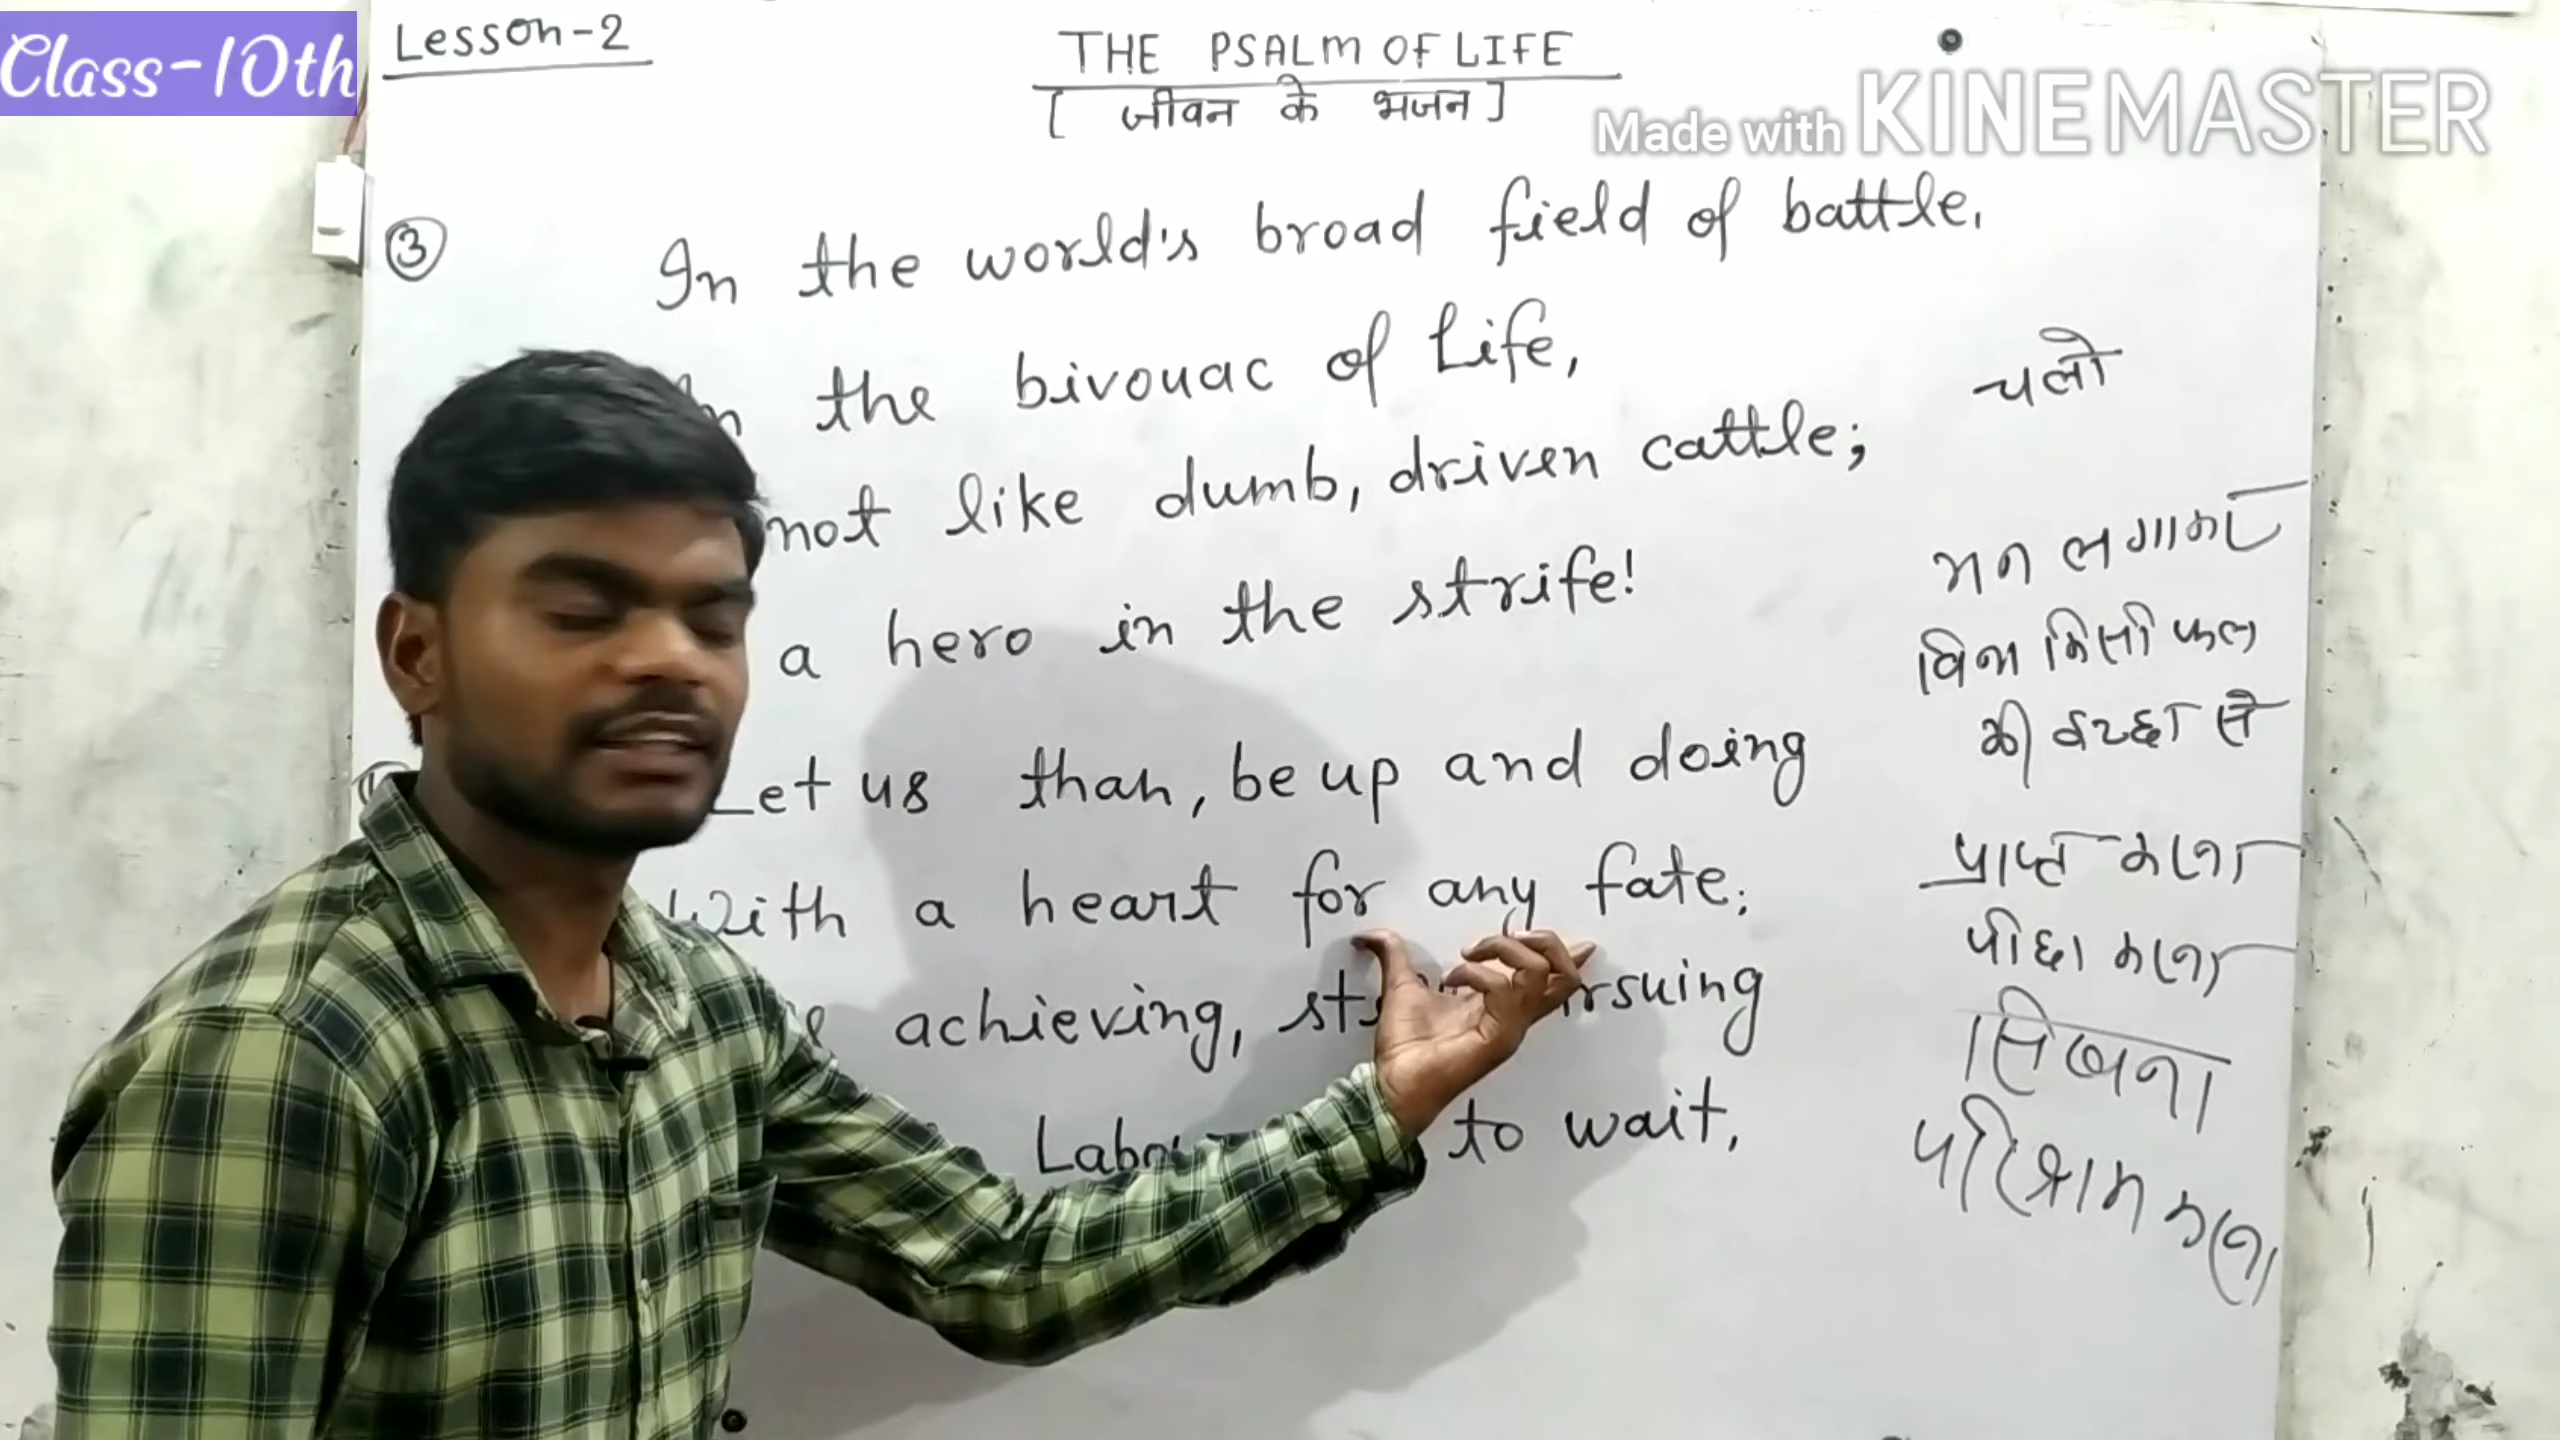 Class-10th
Lesson-2
THE PSALM OF LIFE
[ जीवन के भजन ]
Made with KINEMASTER
③ In the world's broad field of battle.
the bivouac of Life,
चलो
not like dumb, driven cattle;
मन लगाकर
a hero in the strife!
बिना किसी फल
की इच्छा से
Let us than, be up and doing
प्राप्त करना
With a heart for any fate;
पीछा करना
achieving, pursuing
सिखना
to wait,
परिश्रम करना